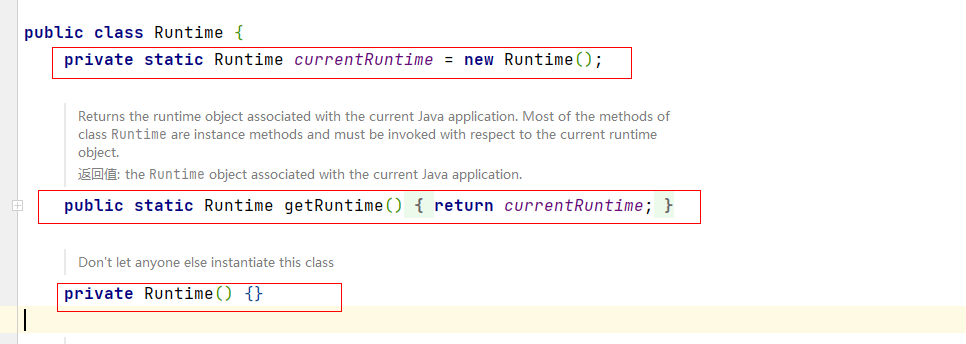 public class Runtime {
private static Runtime currentRuntime = new Runtime();
Returns the runtime object associated with the current Java application. Most of the methods of
class Runtime are instance methods and must be invoked with respect to the current runtime
object.
返回值: the Runtime object associated with the current Java application.
public static Runtime getRuntime() { return currentRuntime; }
Don't let anyone else instantiate this class
private Runtime() {}